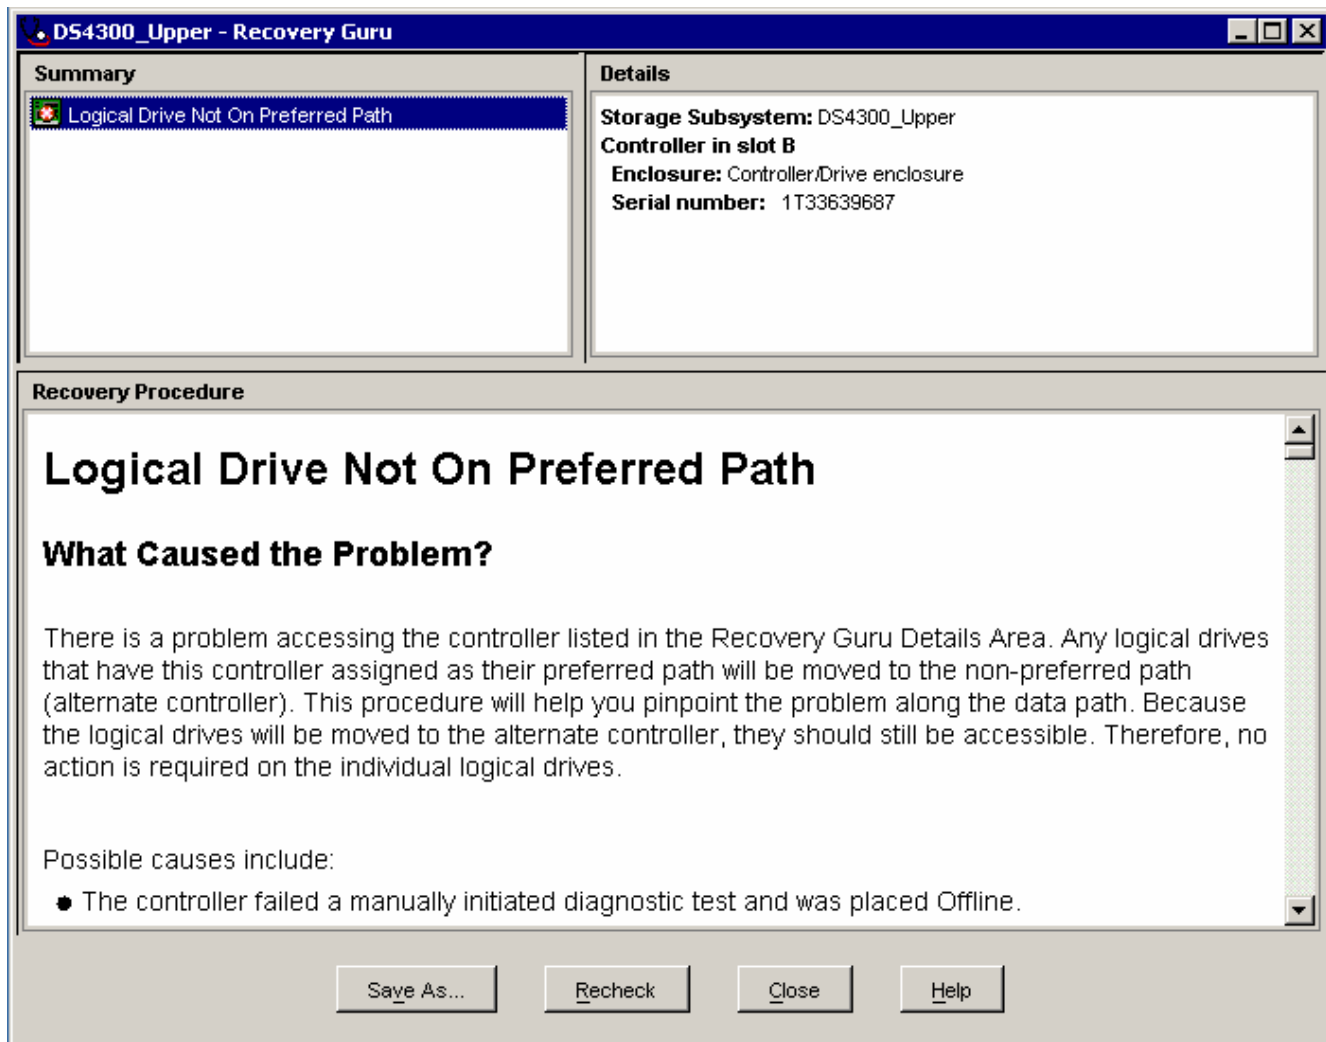 DS4300_Upper - Recovery Guru
Summary
Logical Drive Not On Preferred Path
Details
Storage Subsystem: DS4300_Upper
Controller in slot B
Enclosure: Controller/Drive enclosure
Serial number: 1T33639687
Recovery Procedure
Logical Drive Not On Preferred Path
What Caused the Problem?
There is a problem accessing the controller listed in the Recovery Guru Details Area. Any logical drives
that have this controller assigned as their preferred path will be moved to the non-preferred path
(alternate controller). This procedure will help you pinpoint the problem along the data path. Because
the logical drives will be moved to the alternate controller, they should still be accessible. Therefore, no
action is required on the individual logical drives.
Possible causes include:
● The controller failed a manually initiated diagnostic test and was placed Offline.
Save As...
Recheck
Close
Help